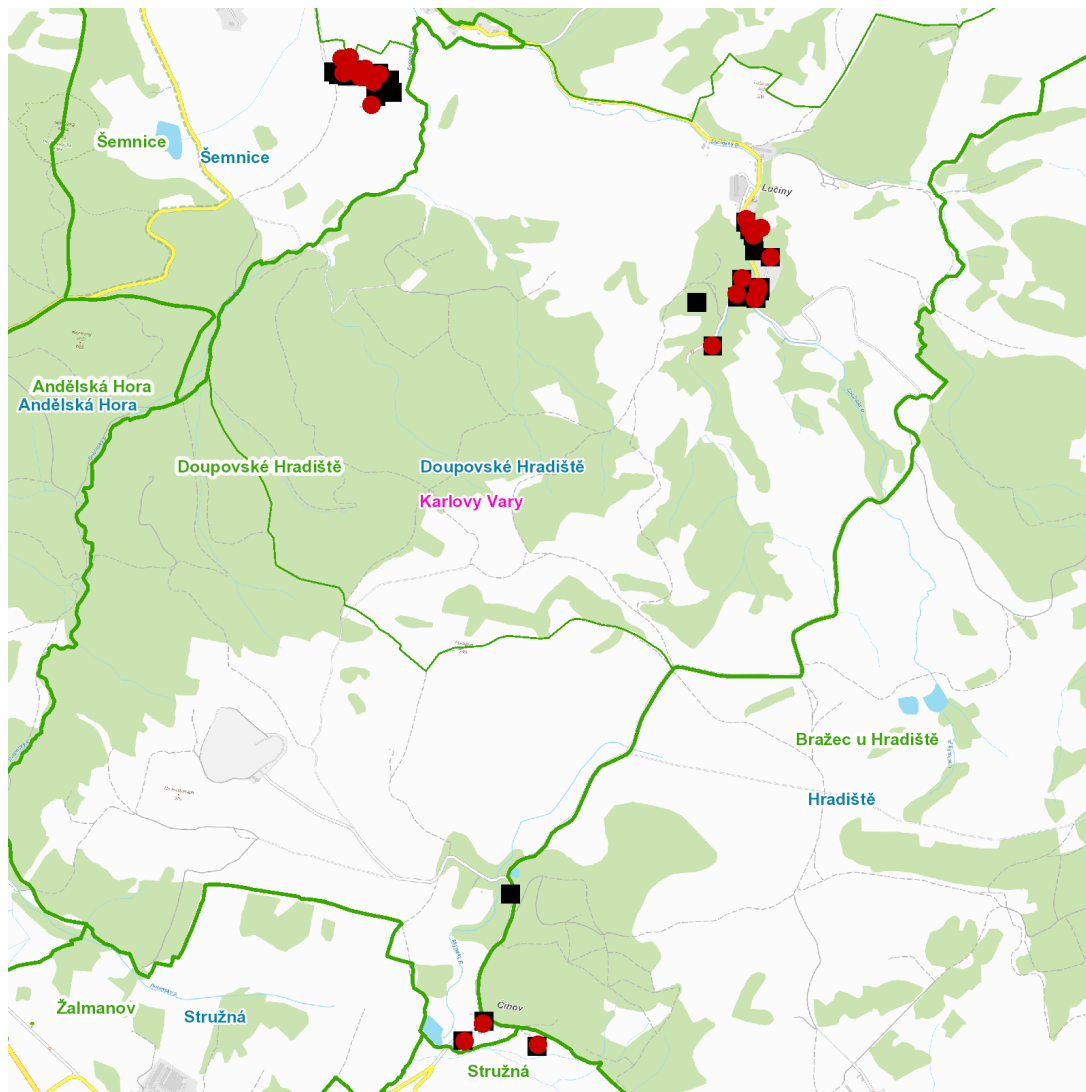 Lučiny
Šemnice
Šemnice
Andělská Hora
Andělská Hora
Doupovské Hradiště
Doupovské Hradiště
Karlovy Vary
Bražec u Hradiště
Hradiště
Žalmanov
Stružná
Činov
Stružná